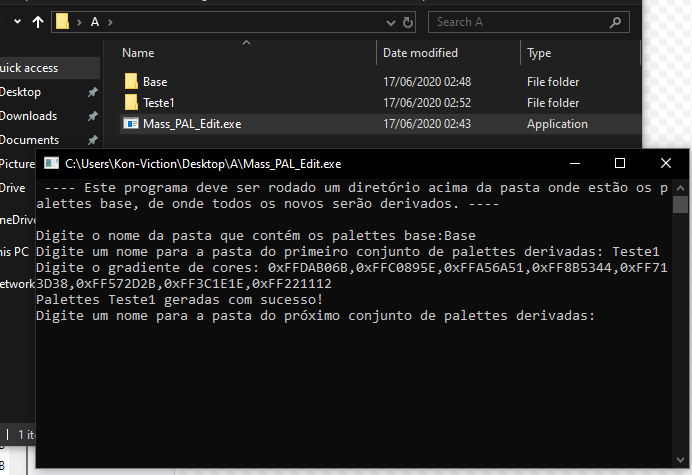 A
Search A
Name
Date modified
Type
uick access
Desktop
Downloads
Documents
Picture
Drive
neDrive
his PC
etwork
Base 17/06/2020 02:48 File folder
Teste1 17/06/2020 02:52 File folder
Mass_PAL_Edit.exe 17/06/2020 02:43 Application
C:\Users\Kon-Viction\Desktop\A\Mass_PAL_Edit.exe
---- Este programa deve ser rodado um diretório acima da pasta onde estão os p
alettes base, de onde todos os novos serão derivados. ----
Digite o nome da pasta que contém os palettes base:Base
Digite um nome para a pasta do primeiro conjunto de palettes derivadas: Teste1
Digite o gradiente de cores: 0xFFDAB06B,0xFFC0895E,0xFFA56A51,0xFF8B5344,0xFF71
3D38,0xFF572D2B,0xFF3C1E1E,0xFF221112
Palettes Teste1 geradas com sucesso!
Digite um nome para a pasta do próximo conjunto de palettes derivadas:
1 ite